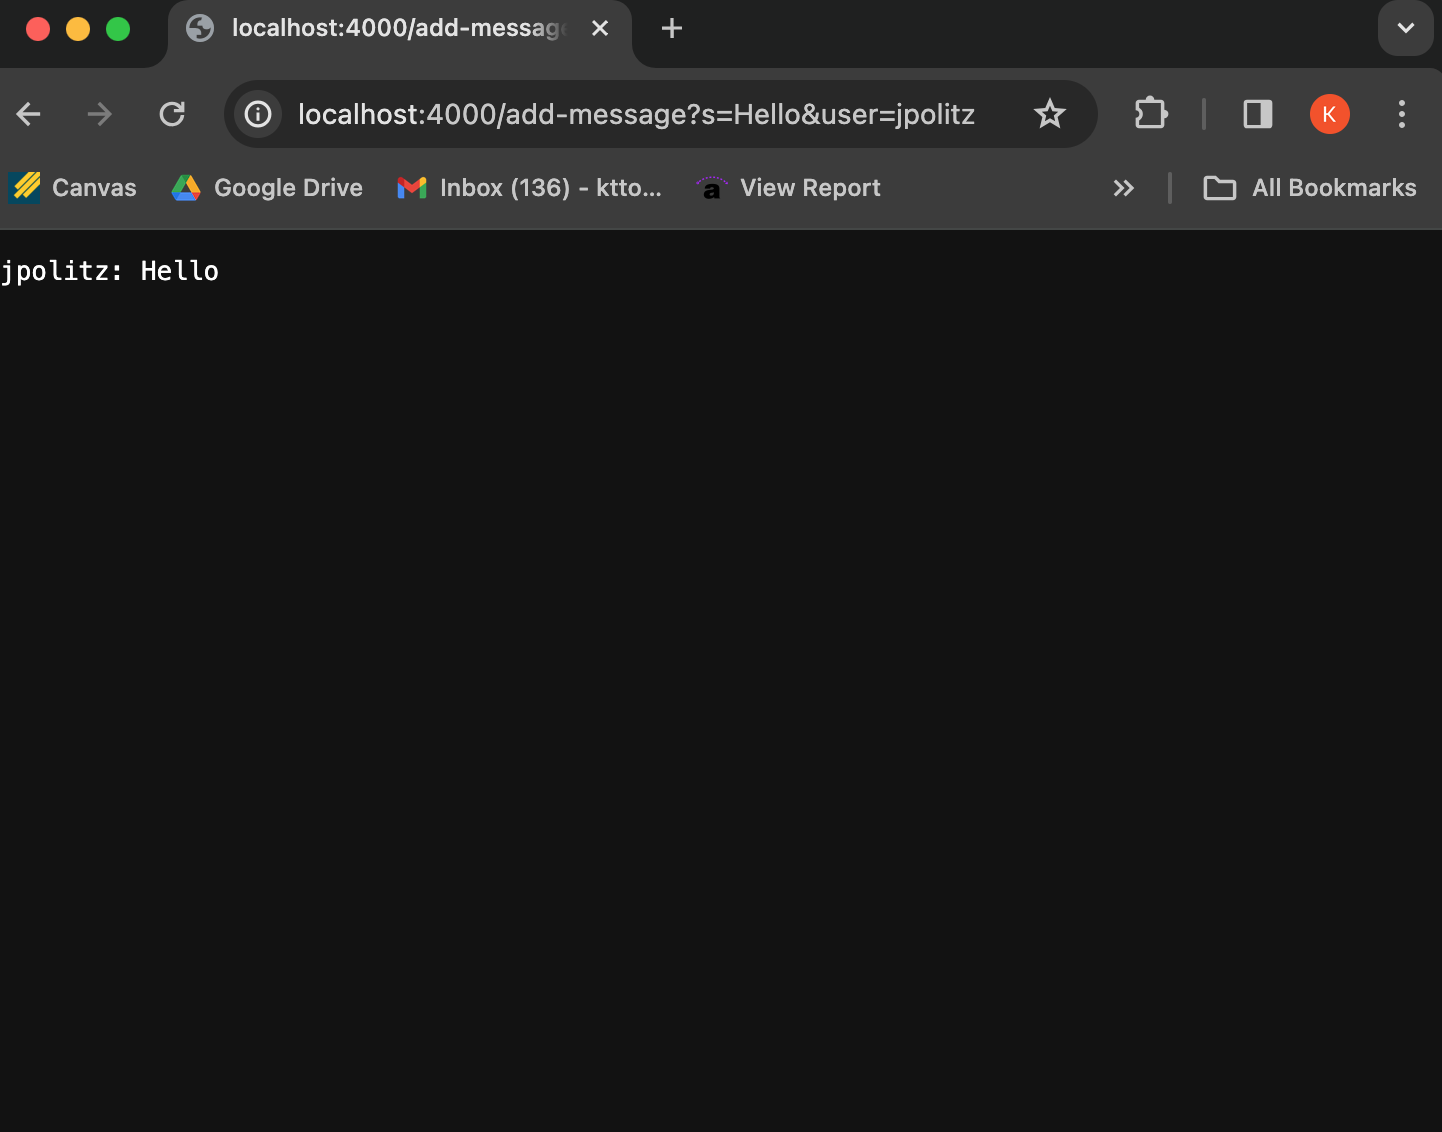 localhost:4000/add-message
localhost:4000/add-message?s=Hello&user=jpolitz
K
Canvas
Google Drive
Inbox (136) - ktto...
a
View Report
All Bookmarks
jpolitz: Hello